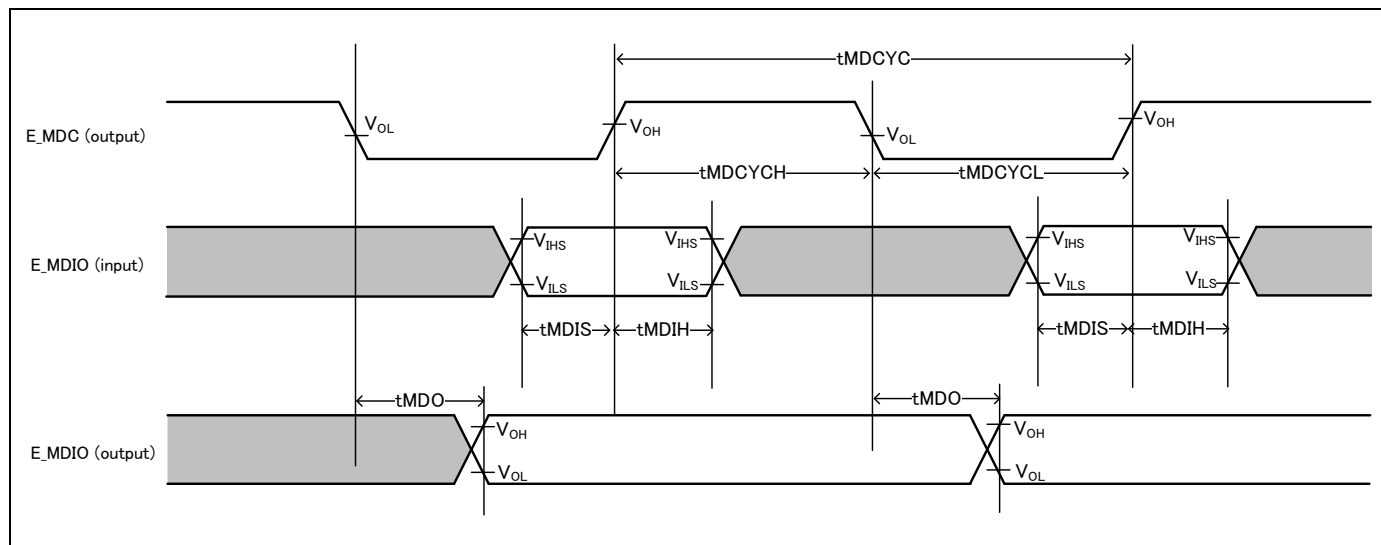 tMDCYC
E_MDC (output)
VOL
VOH
VOL
VOH
tMDCYCH
tMDCYCL
E_MDIO (input)
VIHS
VIHS
VIHS
VIHS
VILS
VILS
VILS
VILS
tMDIS
tMDIH
tMDIS
tMDIH
tMDO
tMDO
E_MDIO (output)
VOH
VOH
VOL
VOL